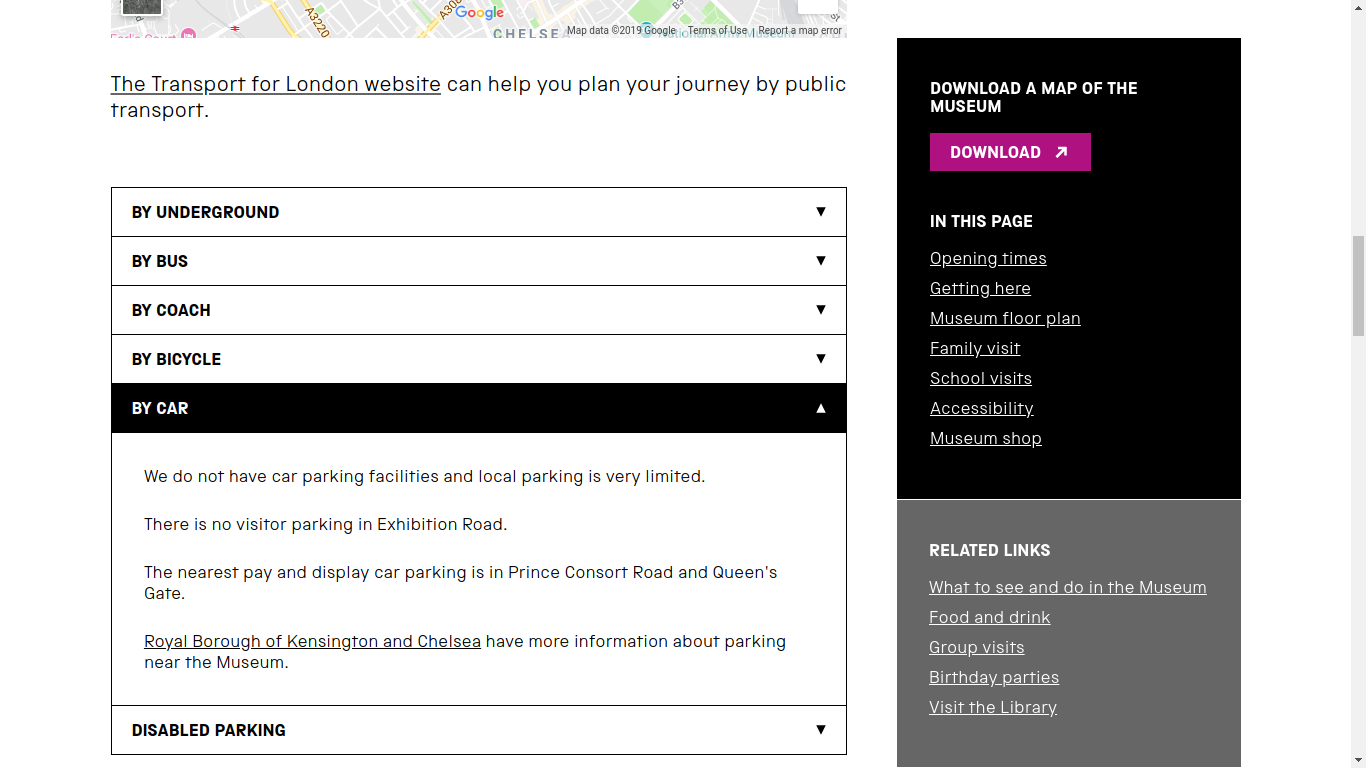 Google
A3220
A308
B3
CHELSE
Map data ©2019 Google
Terms of Use
Report a map error
The Transport for London website can help you plan your journey by public
transport.
BY UNDERGROUND ▼
BY BUS ▼
BY COACH ▼
BY BICYCLE ▼
BY CAR ▲
We do not have car parking facilities and local parking is very limited.
There is no visitor parking in Exhibition Road.
The nearest pay and display car parking is in Prince Consort Road and Queen's
Gate.
Royal Borough of Kensington and Chelsea have more information about parking
near the Museum.
DISABLED PARKING ▼
DOWNLOAD A MAP OF THE
MUSEUM
DOWNLOAD
IN THIS PAGE
Opening times
Getting here
Museum floor plan
Family visit
School visits
Accessibility
Museum shop
RELATED LINKS
What to see and do in the Museum
Food and drink
Group visits
Birthday parties
Visit the Library